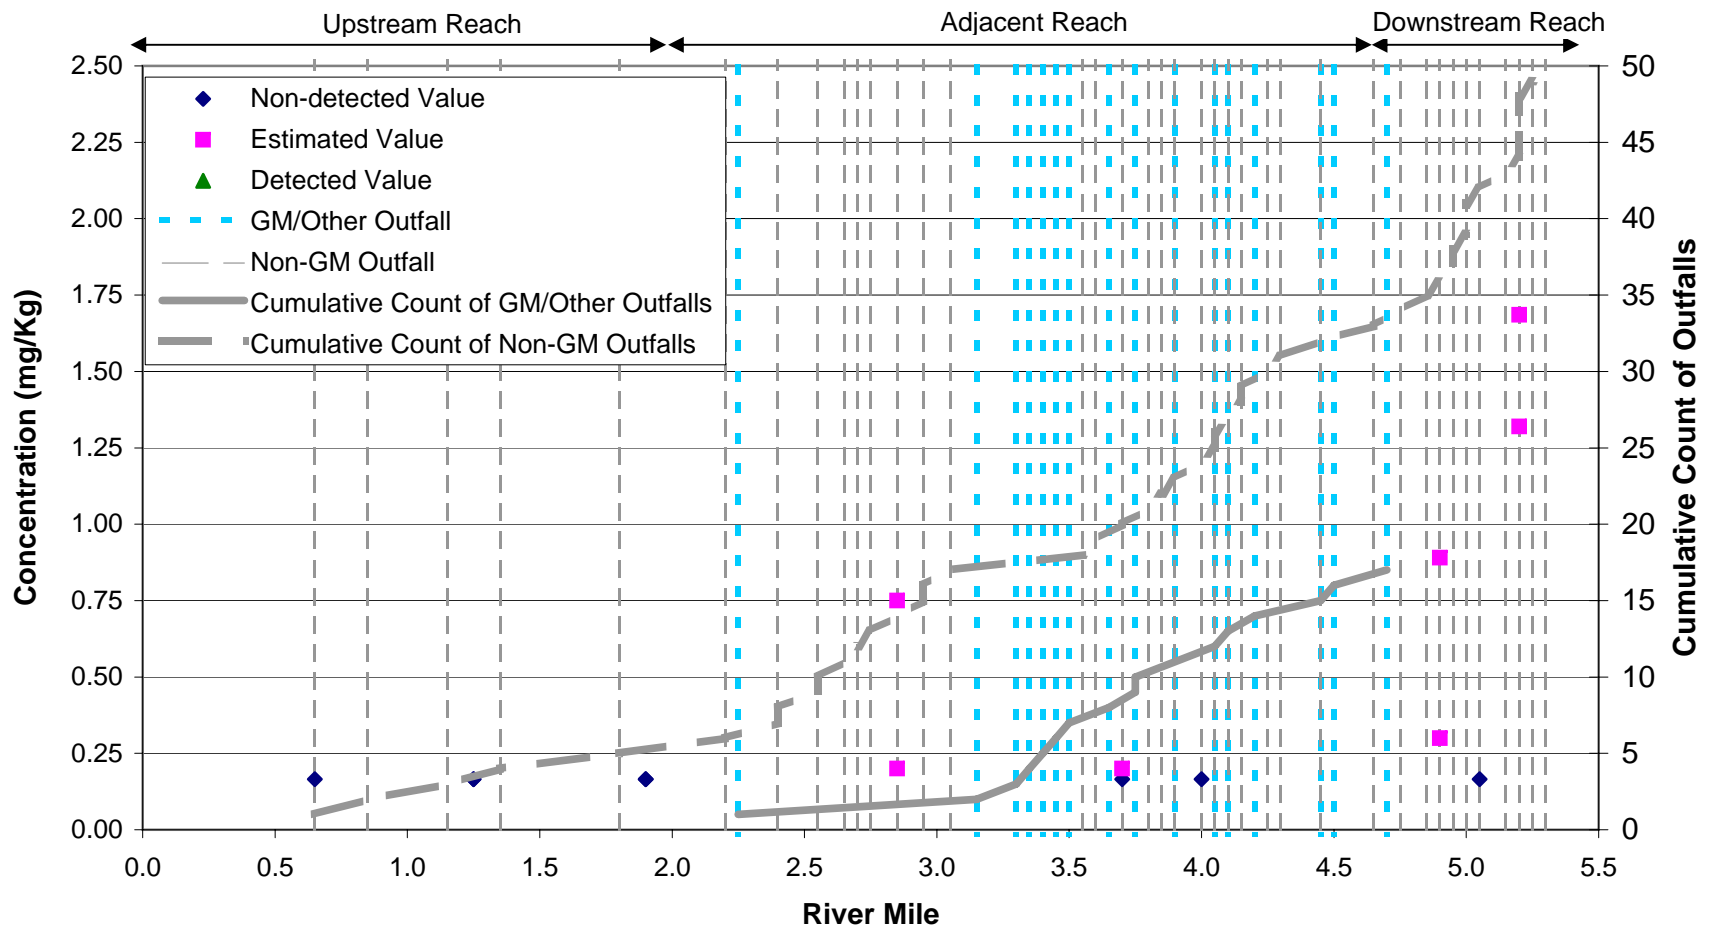 Upstream Reach Adjacent Reach Downstream Reach
2.50 50
Non-detected Value
2.25 45
Estimated Value
Detected Value
2.00 GM/Other Outfall 40
Non-GM Outfall
1.75 Cumulative Count of GM/Other Outfalls 35
Cumulative Count of Non-GM Outfalls
1.50 30
1.25 25
1.00 20
0.75 15
0.50 10
0.25 5
0.00 0
0.0 0.5 1.0 1.5 2.0 2.5 3.0 3.5 4.0 4.5 5.0 5.5
River Mile
Concentration (mg/Kg)
Cumulative Count of Outfalls